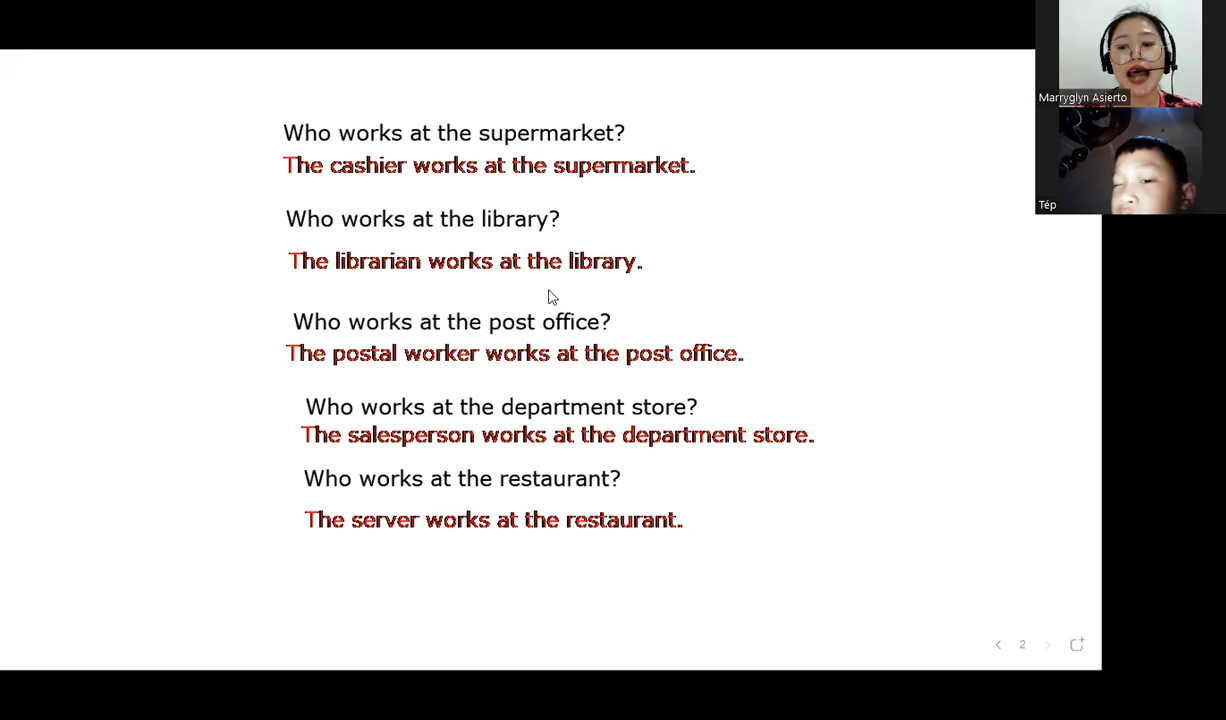 Marryglyn Asierto
Tép
Who works at the supermarket?
The cashier works at the supermarket.
Who works at the library?
The librarian works at the library.
Who works at the post office?
The postal worker works at the post office.
Who works at the department store?
The salesperson works at the department store.
Who works at the restaurant?
The server works at the restaurant.
2